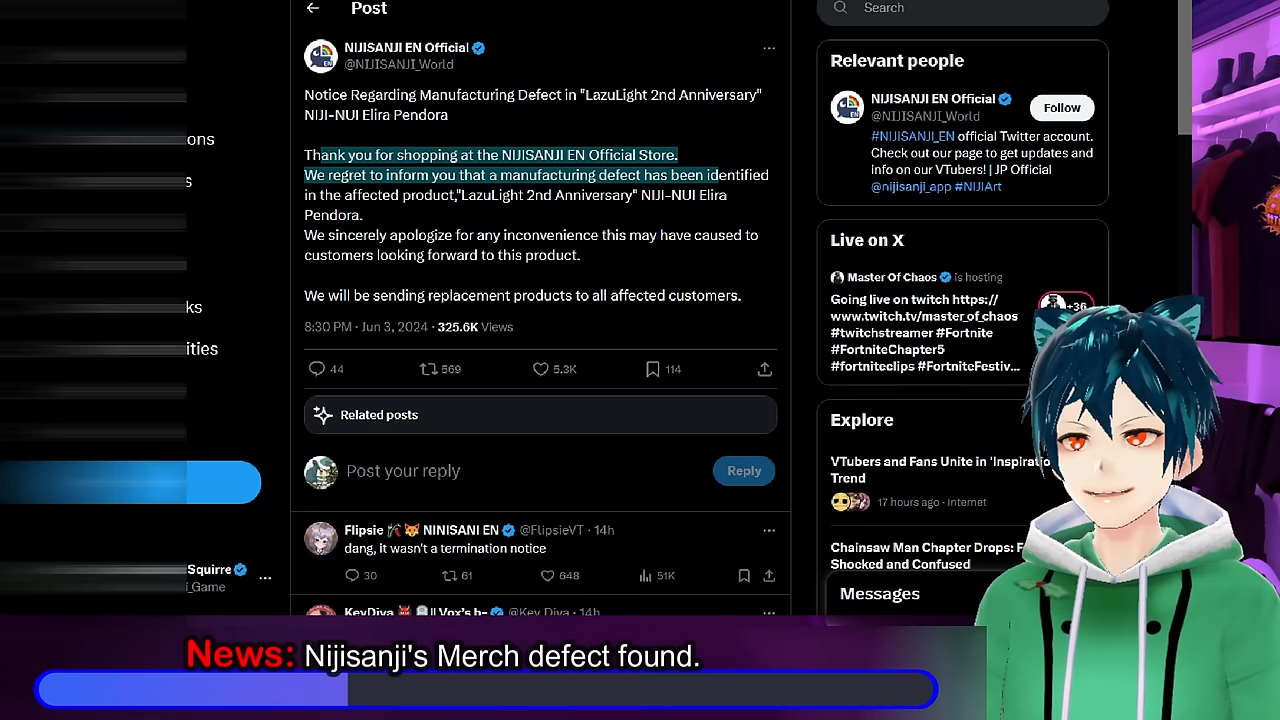 Post
Search
NIJISANJI EN Official
@NIJISANJI_World
Notice Regarding Manufacturing Defect in "LazuLight 2nd Anniversary"
NIJI-NUI Elira Pendora
Thank you for shopping at the NIJISANJI EN Official Store.
We regret to inform you that a manufacturing defect has been identified
in the affected product,"LazuLight 2nd Anniversary" NIJI-NUI Elira
Pendora.
We sincerely apologize for any inconvenience this may have caused to
customers looking forward to this product.
We will be sending replacement products to all affected customers.
8:30 PM · Jun 3, 2024 · 325.6K Views
44 569 5.3K 114
Related posts
Post your reply
Reply
Flipsie NINISANI EN @FlipsieVT · 14h
dang, it wasn't a termination notice
30 61 648 51K
KeyDiva || Vox's b- @Key_Diva · 14h
ons
s
ks
ities
Squirre
i_Game
Relevant people
NIJISANJI EN Official
@NIJISANJI_World
Follow
#NIJISANJI_EN official Twitter account.
Check out our page to get updates and
info on our VTubers! | JP Official
@nijisanji_app #NIJIArt
Live on X
Master Of Chaos is hosting
Going live on twitch https://
www.twitch.tv/master_of_chaos
#twitchstreamer #Fortnite
#FortniteChapter5
#fortniteclips #FortniteFestiv...
+36
Explore
VTubers and Fans Unite in 'Inspiratio
Trend
17 hours ago · Internet
Chainsaw Man Chapter Drops: F
Shocked and Confused
Messages
News: Nijisanji's Merch defect found.